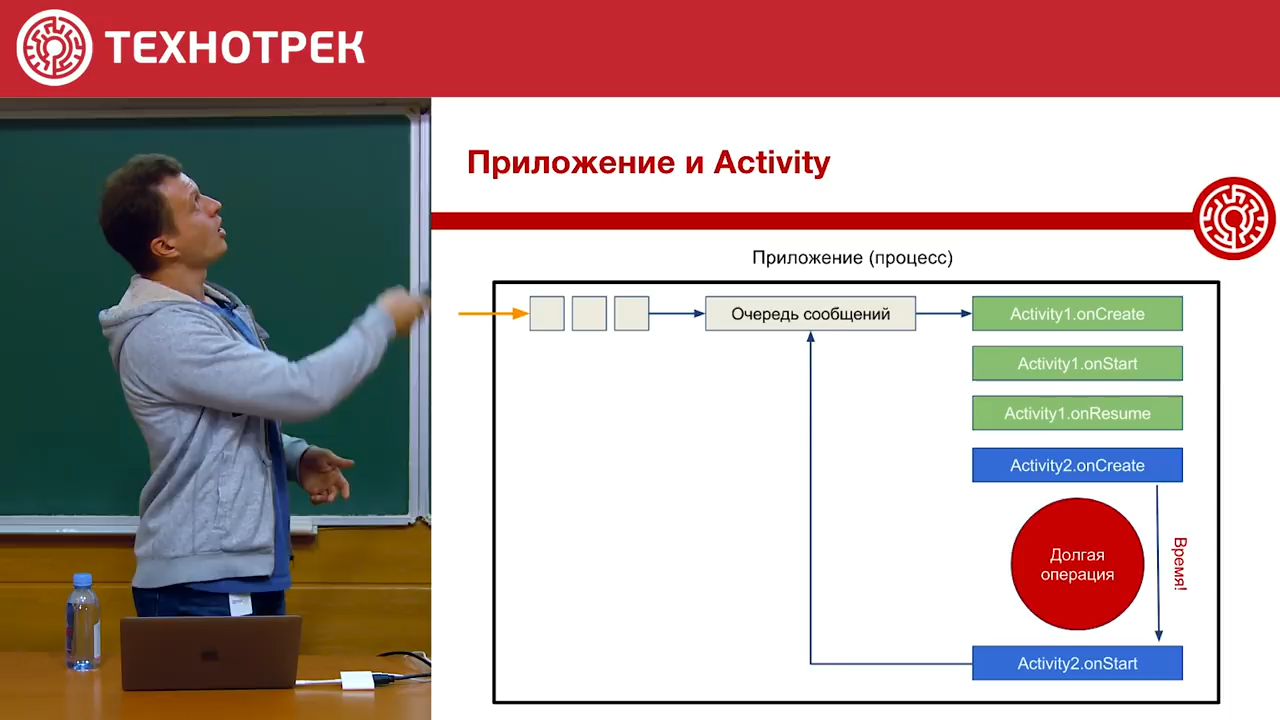 ТЕХНОТРЕК
Приложение и Activity
Приложение (процесс)
Очередь сообщений
Activity1.onCreate
Activity1.onStart
Activity1.onResume
Activity2.onCreate
Долгая
операция
Время!
Activity2.onStart